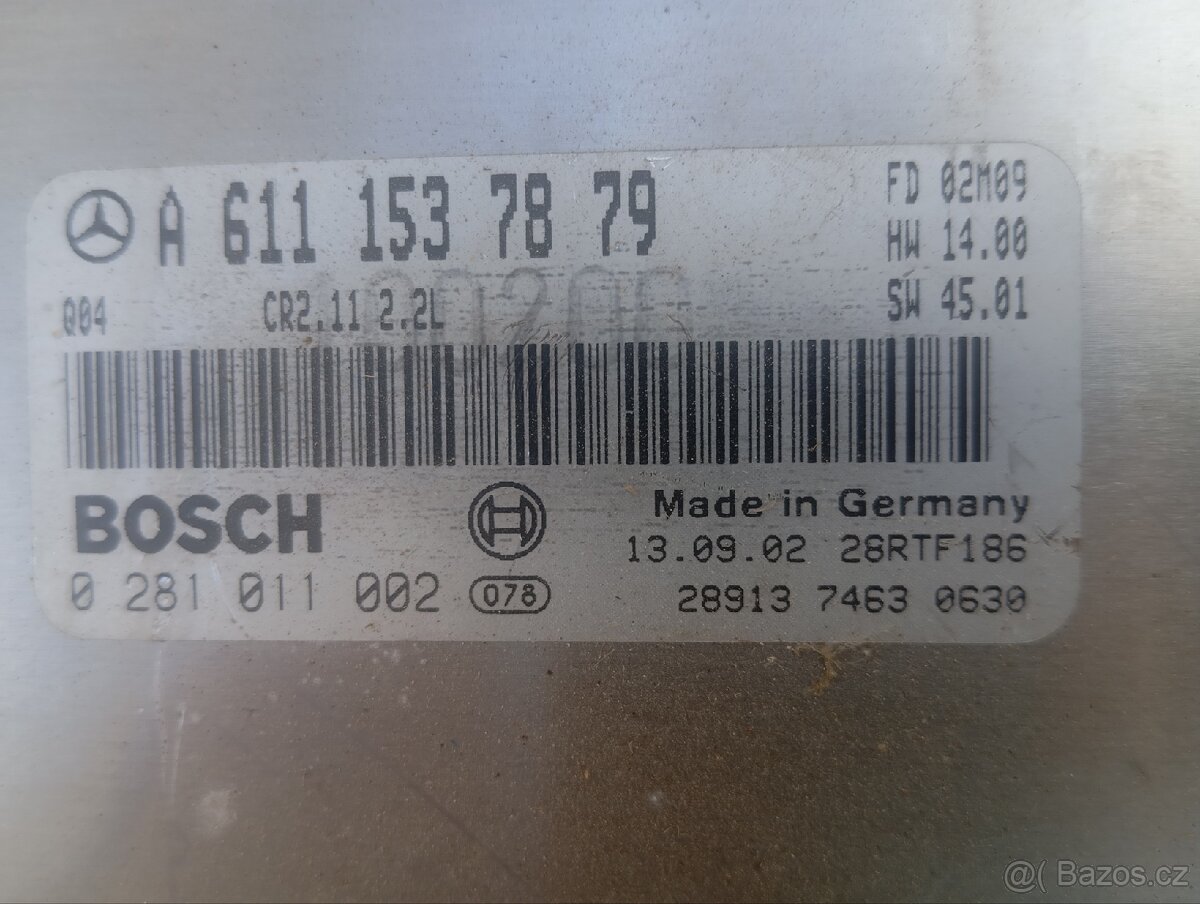 A 611 153 78 79
FD 02M09
HW 14.00
SW 45.01
Q04 CR2.11 2.2L
BOSCH
Made in Germany
13.09.02 28RTF186
0 281 011 002 078
28913 7463 0630
@( Bazos.cz